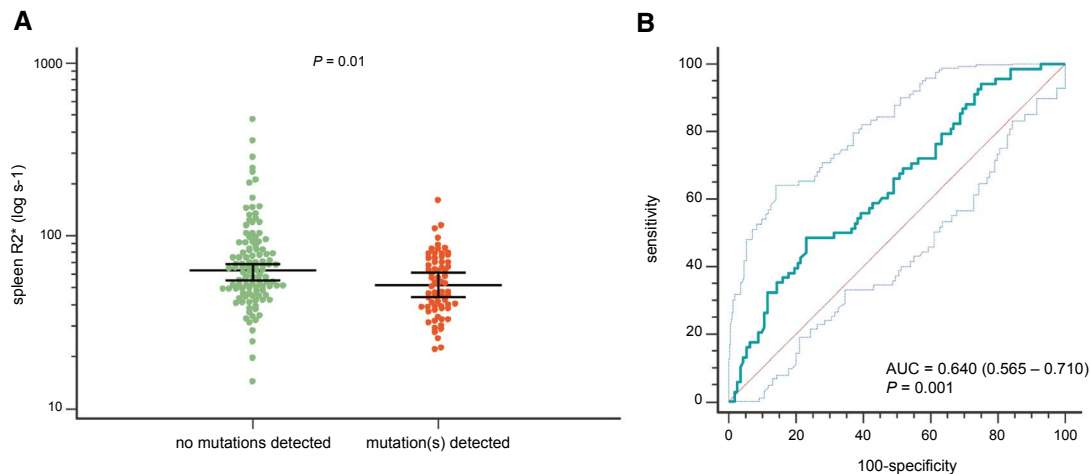 A
P = 0.01
1000
100
10
spleen R2* (log s-1)
no mutations detected
mutation(s) detected
B
100
80
60
40
20
0
sensitivity
AUC = 0.640 (0.565 – 0.710)
P = 0.001
0 20 40 60 80 100
100-specificity